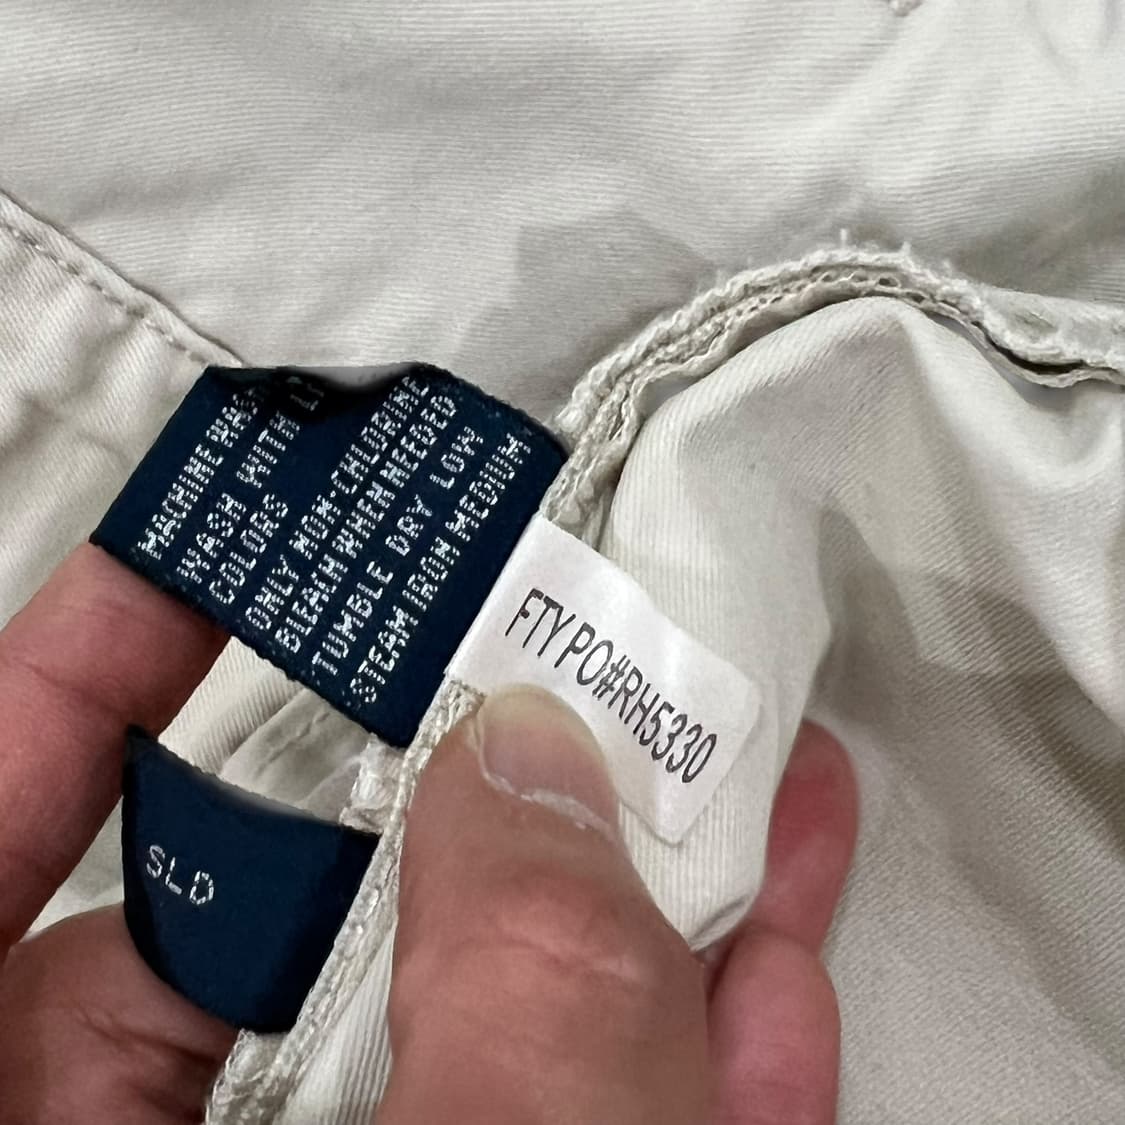 MACHINE
WASH WITH
COLORS
ONLY NON-CHLORINE
BLEACH WHEN NEEDED
TUMBLE DRY LOW
STEAM IRON MEDIUM
FTY PO#RH5330
SLD